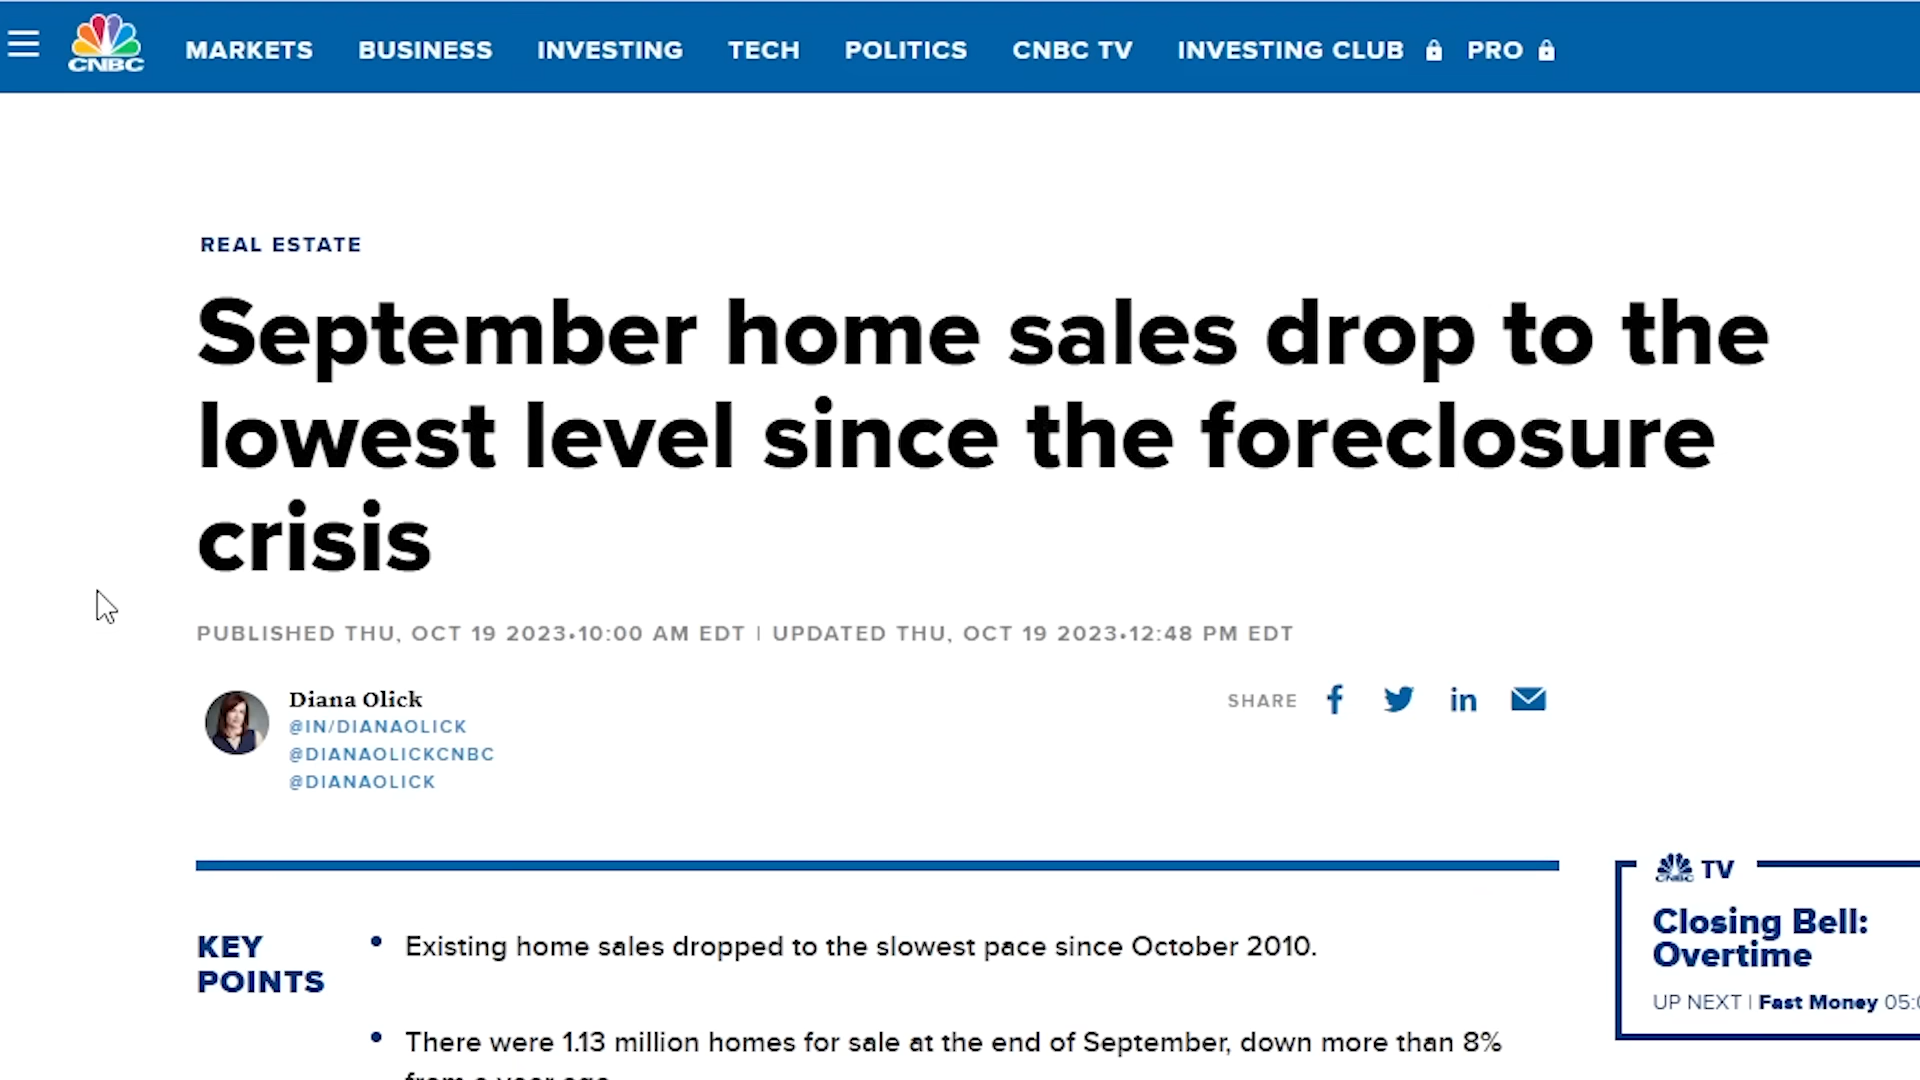 CNBC
MARKETS BUSINESS INVESTING TECH POLITICS CNBC TV INVESTING CLUB PRO
REAL ESTATE
September home sales drop to the
lowest level since the foreclosure
crisis
PUBLISHED THU, OCT 19 2023•10:00 AM EDT | UPDATED THU, OCT 19 2023•12:48 PM EDT
Diana Olick
@IN/DIANAOLICK
@DIANAOLICKCNBC
@DIANAOLICK
SHARE
KEY
POINTS
• Existing home sales dropped to the slowest pace since October 2010.
• There were 1.13 million homes for sale at the end of September, down more than 8%
from a year ago.
CNBC TV
Closing Bell:
Overtime
UP NEXT | Fast Money